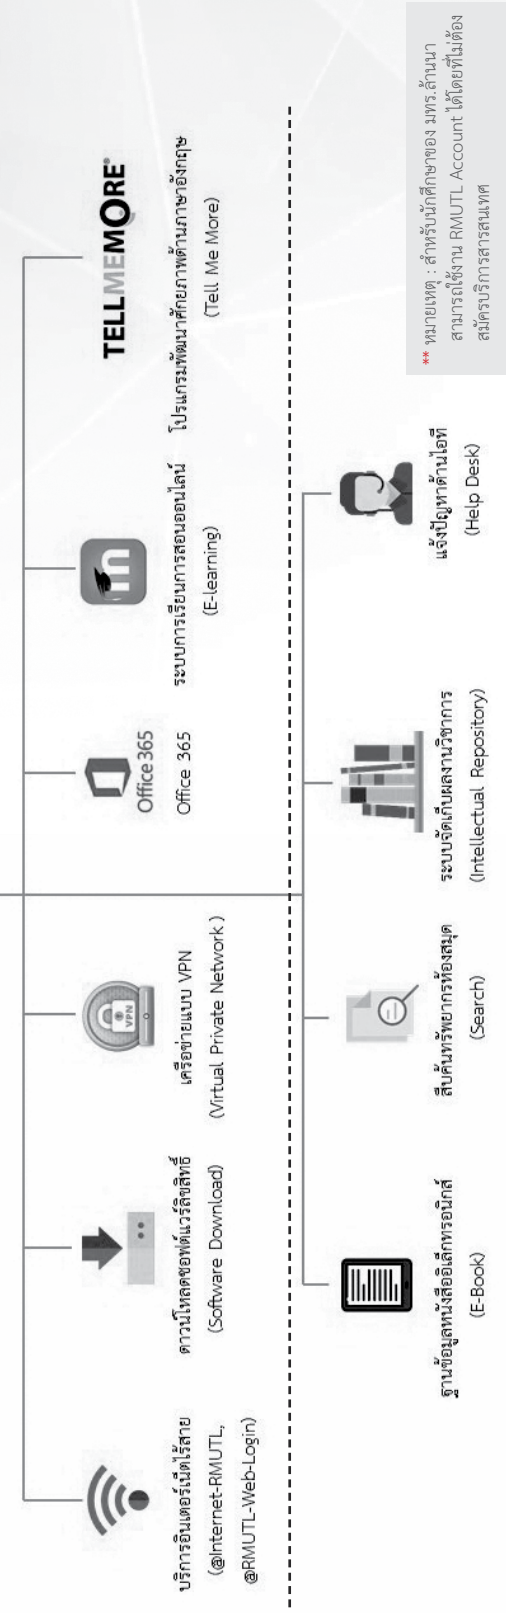 บริการอินเตอร์เน็ตไร้สาย
(@Internet-RMUTL,
@RMUTL-Web-Login)
ดาวน์โหลดซอฟต์แวร์ลิขสิทธิ์
(Software Download)
VPN
เครือข่ายแบบ VPN
(Virtual Private Network )
Office 365
Office 365
m
ระบบการเรียนการสอนออนไลน์
(E-learning)
TELLMEMORE®
โปรแกรมพัฒนาศักยภาพด้านภาษาอังกฤษ
(Tell Me More)
ฐานข้อมูลหนังสืออิเล็กทรอนิกส์
(E-Book)
สืบค้นทรัพยากรห้องสมุด
(Search)
ระบบจัดเก็บผลงานวิชาการ
(Intellectual Repository)
แจ้งปัญหาด้านไอที
(Help Desk)
** หมายเหตุ : สำหรับนักศึกษาของ มทร.ล้านนา
สามารถใช้งาน RMUTL Account ได้โดยที่ไม่ต้อง
สมัครบริการสารสนเทศ